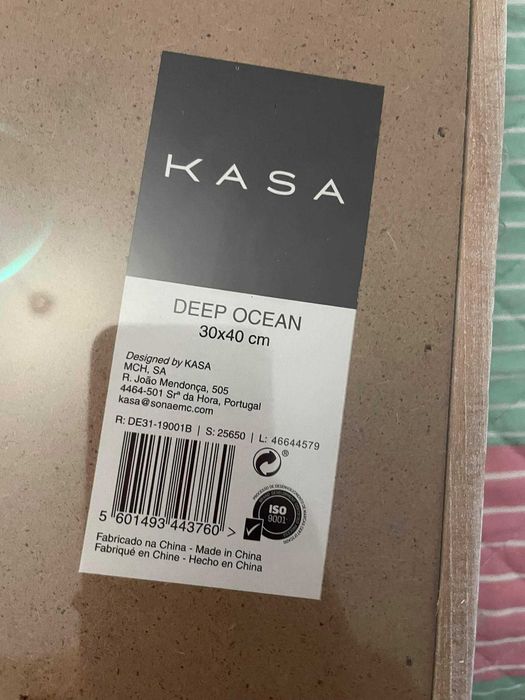 KASA
DEEP OCEAN
30x40 cm
Designed by KASA
MCH, SA
R. João Mendonça, 505
4464-501 Srª da Hora, Portugal
kasa@sonaemc.com
R: DE31-19001B | S: 25650 | L: 46644579
®
5 601493 443760 >
ISO
9001
Fabricado na China - Made in China
Fabriqué en Chine - Hecho en China